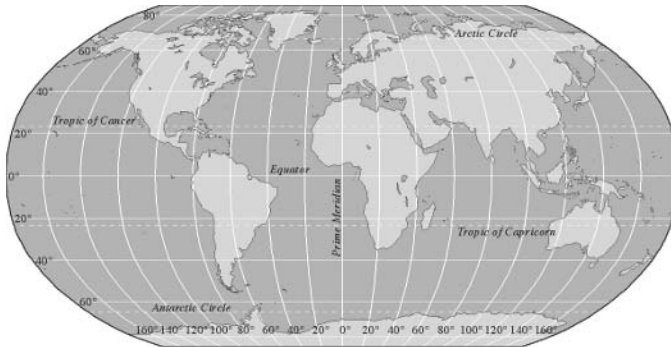 80°
Arctic Circle
60°
40°
Tropic of Cancer
20°
Equator
0°
Prime Meridian
20°
Tropic of Capricorn
40°
60°
Antarctic Circle
160° 140° 120° 100° 80° 60° 40° 20° 0° 20° 40° 60° 80° 100° 120° 140° 160°